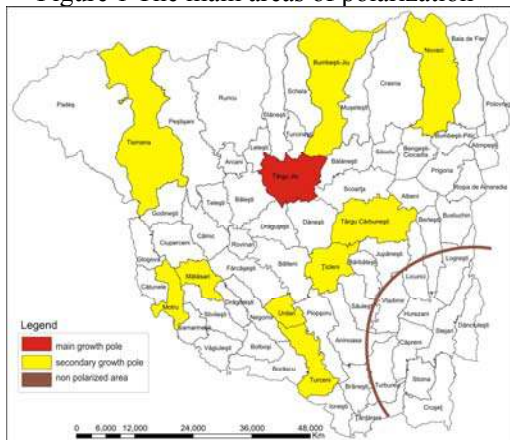 Figure 1 The main areas of polarization
Baia de Fier
Novaci
Bumbești-Jiu
Polovragi
Crasna
Schela
Padeș
Runcu
Mușetești
Stănești
Peștișani
Turcinești
Bumbești-Pițic
Tismana
Lelești
Alimpești
Arcani
Bălănești
Săcelu
Bengești-Ciocadia
Târgu Jiu
Prigoria
Scoarța
Roșia de Amaradia
Telești
Bălești
Albeni
Godinești
Târgu Cărbunești
Urdari
Dănești
Berlești
Bustuchin
Ciuperceni
Câlnic
Drăguțești
Rovinari
Glogova
Fărcășești
Bâlteni
Țicleni
Bărbătești
Jupânești
Logrești
Mătăsari
Licurici
Cătunele
Motru
Drăgotești
Săulești
Vladimir
Negomir
Plopșoru
Slivilești
Hurezani
Samarinești
Stejari
Dănciulești
Văgiulești
Borăscu
Aninoasa
Căpreni
Bolboși
Turceni
Brănești
Turburea
Stoina
Ionești
Crușeț
Țânțăreni
Legend
main growth pole
secondary growth pole
non polarized area
0 6,000 12,000 24,000 36,000 48,000
Km